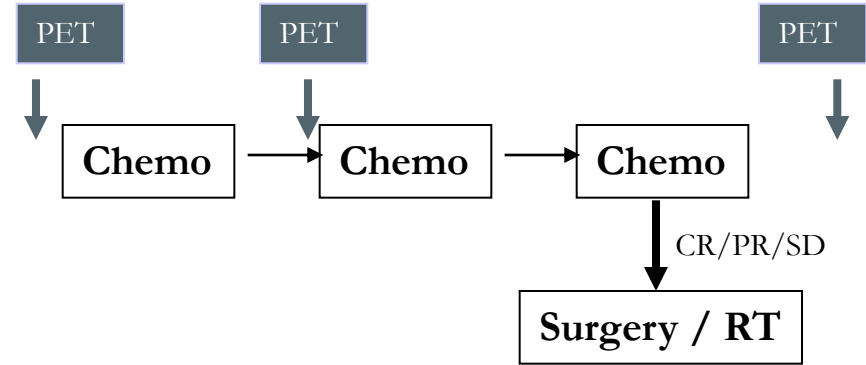 PET
PET
PET
Chemo
Chemo
Chemo
CR/PR/SD
Surgery / RT